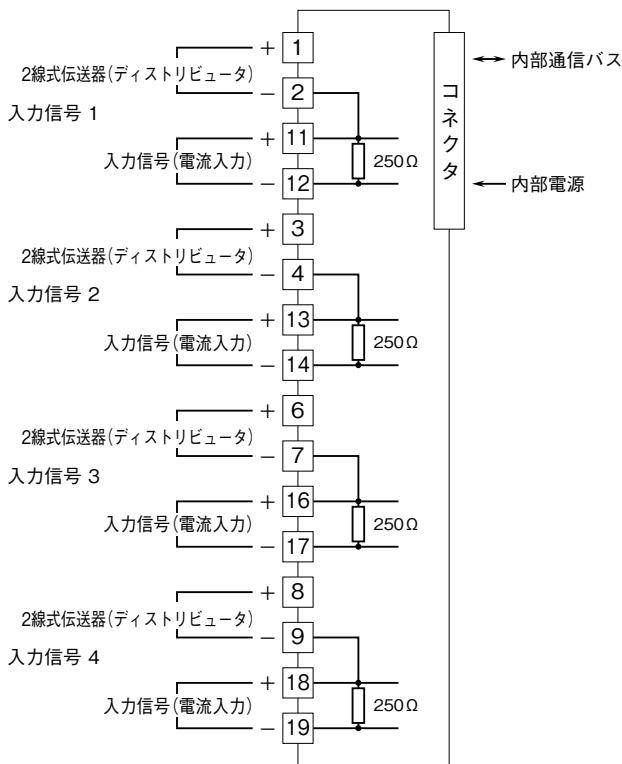 + 1
2線式伝送器(ディストリビュータ)
− 2
入力信号 1
+ 11
入力信号(電流入力)
250Ω
− 12
+ 3
2線式伝送器(ディストリビュータ)
− 4
入力信号 2
+ 13
入力信号(電流入力)
250Ω
− 14
+ 6
2線式伝送器(ディストリビュータ)
− 7
入力信号 3
+ 16
入力信号(電流入力)
250Ω
− 17
+ 8
2線式伝送器(ディストリビュータ)
− 9
入力信号 4
+ 18
入力信号(電流入力)
250Ω
− 19
コネクタ
内部通信バス
内部電源